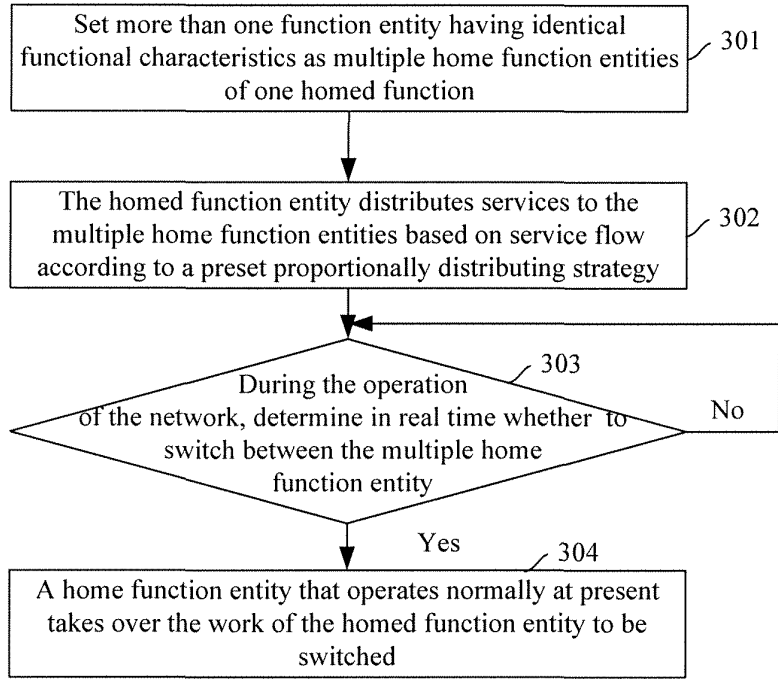 Set more than one function entity having identical
functional characteristics as multiple home function entities
of one homed function
301
The homed function entity distributes services to the
multiple home function entities based on service flow
according to a preset proportionally distributing strategy
302
303
During the operation
of the network, determine in real time whether to
switch between the multiple home
function entity
No
Yes
304
A home function entity that operates normally at present
takes over the work of the homed function entity to be
switched